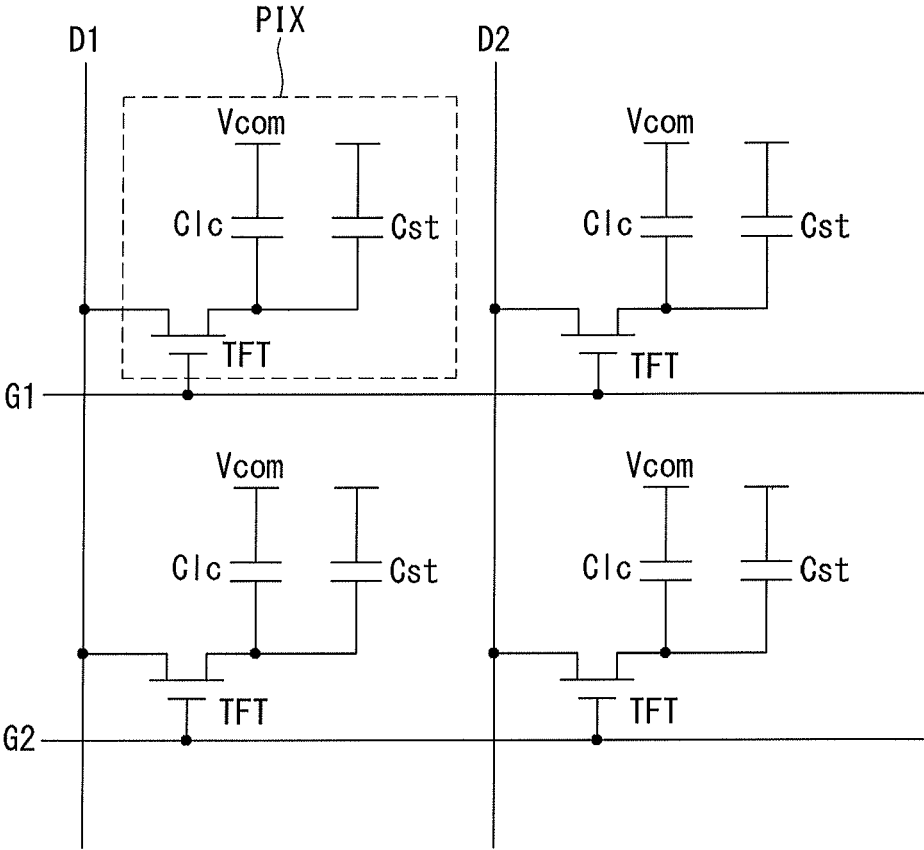 PIX
D1
D2
Vcom
Vcom
Clc
Cst
Clc
Cst
TFT
TFT
G1
Vcom
Vcom
Clc
Cst
Clc
Cst
TFT
TFT
G2